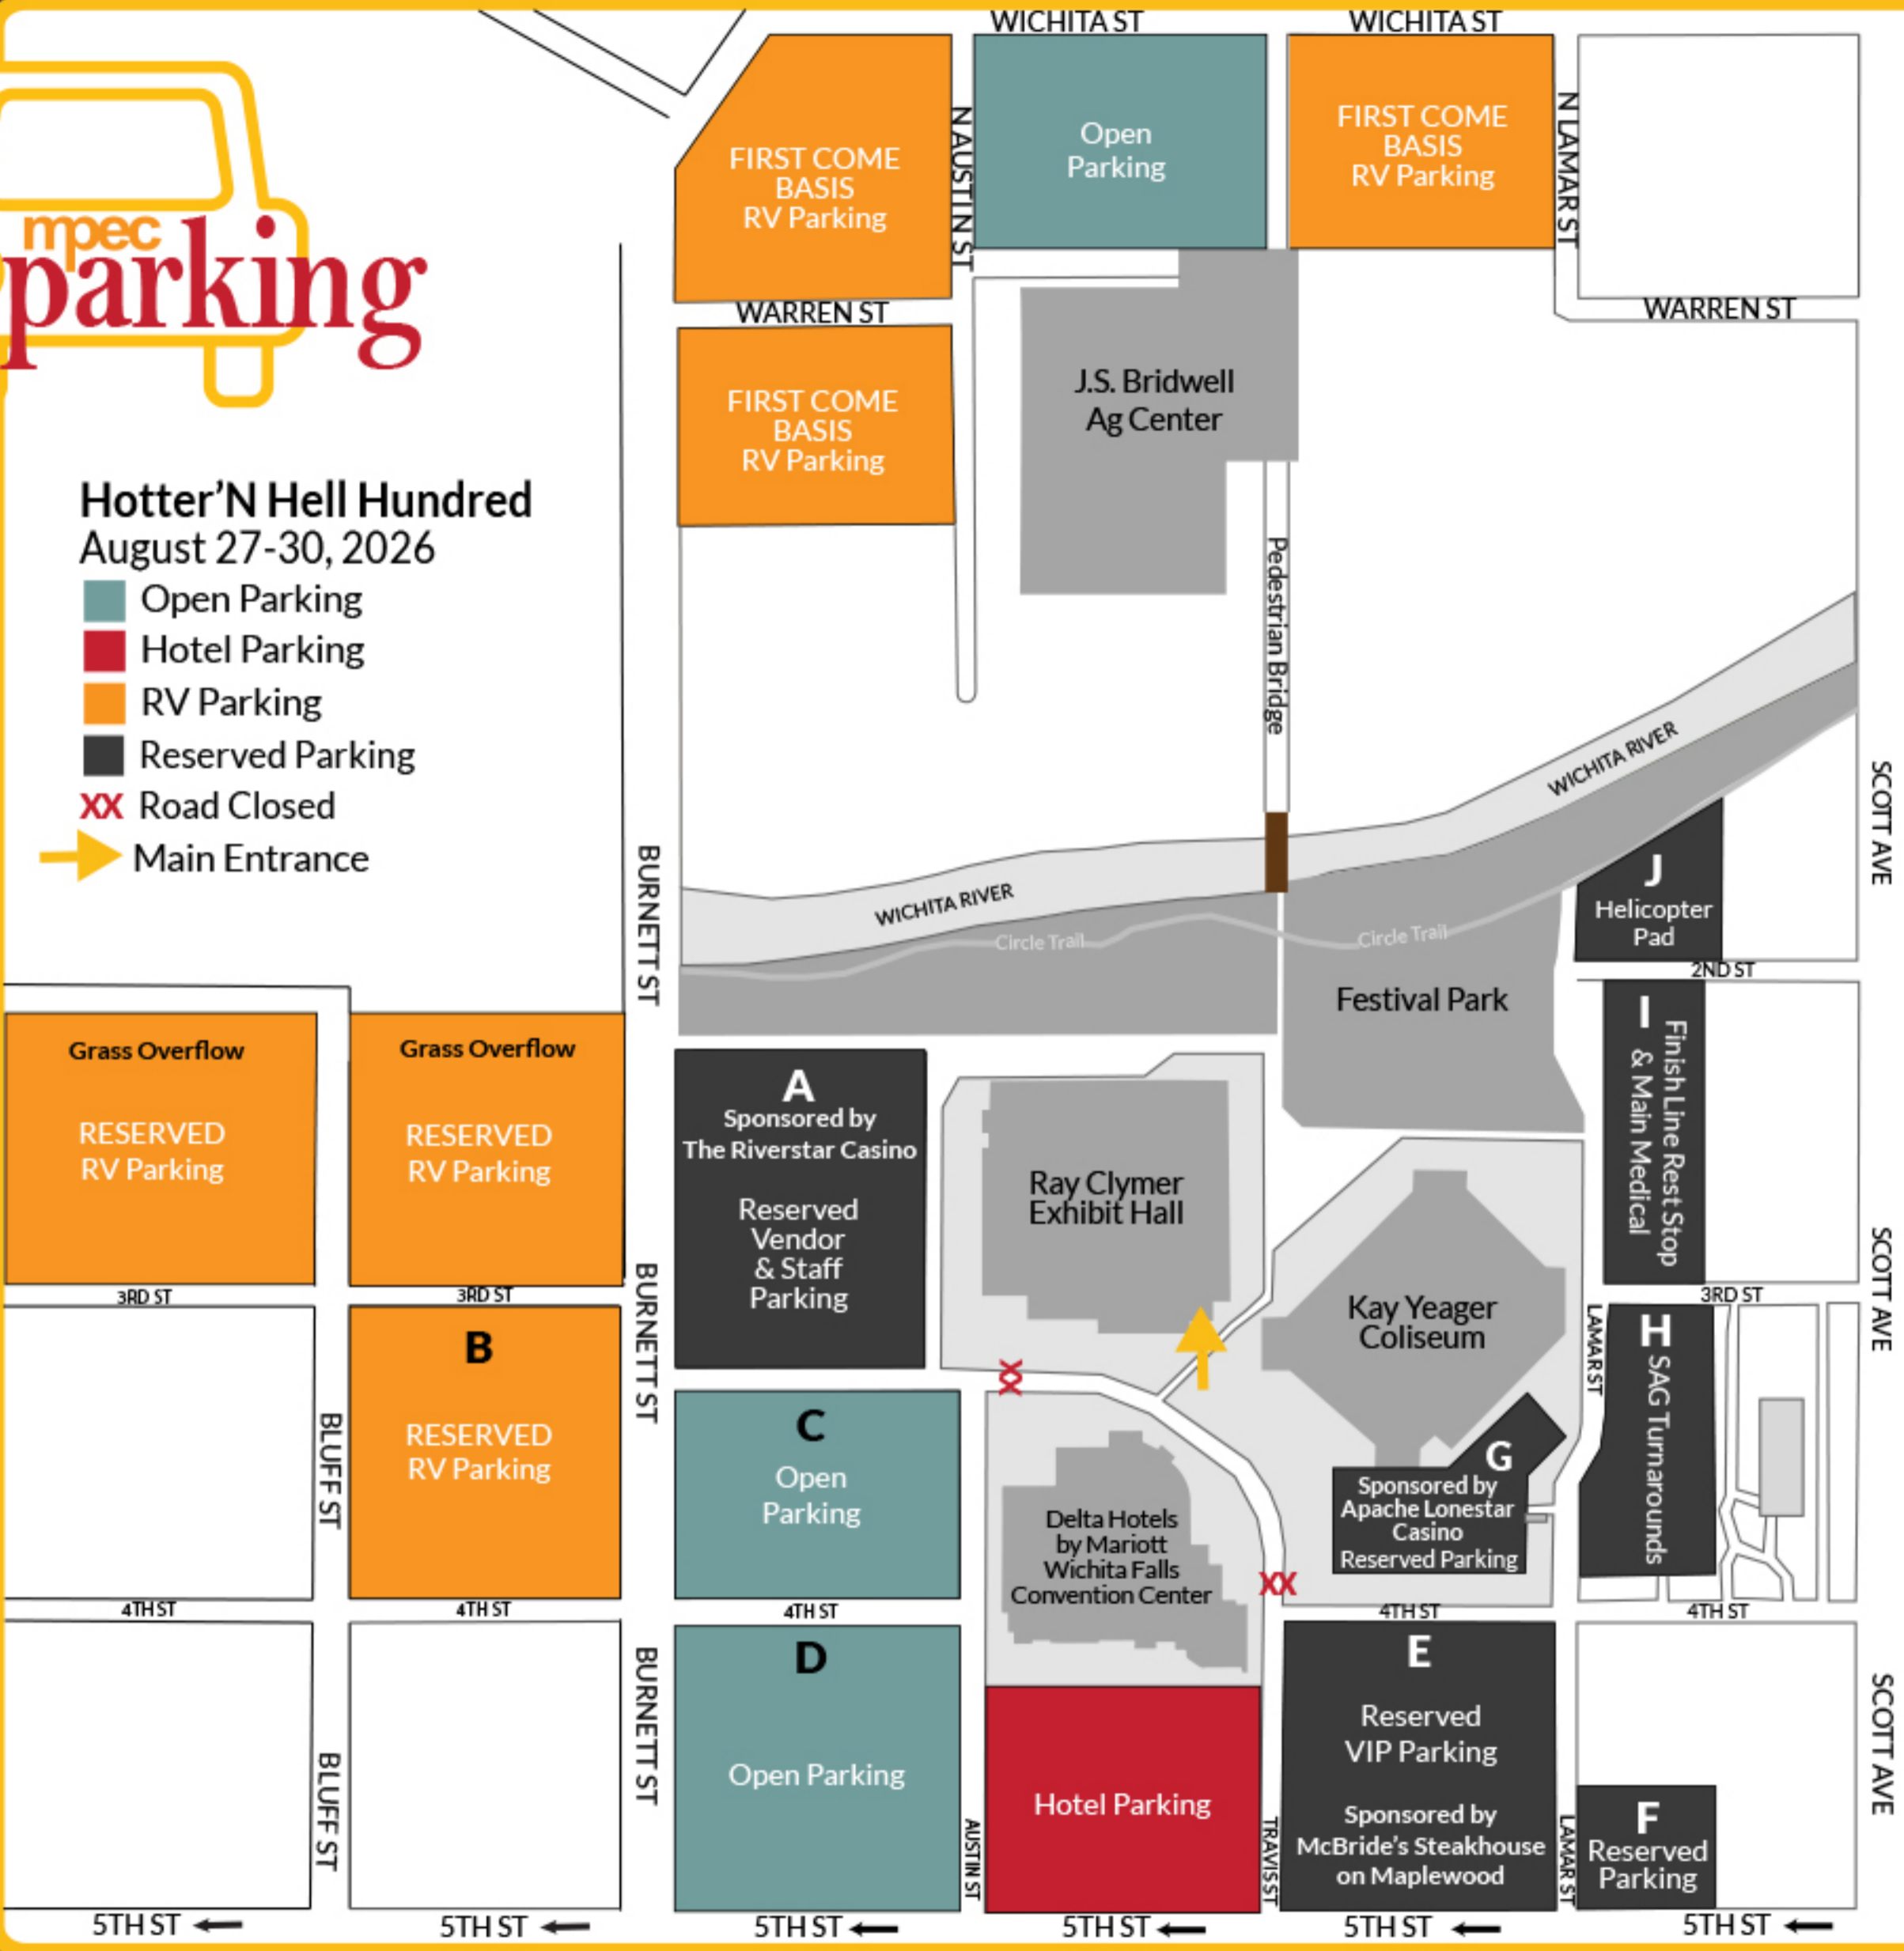 WICHITA ST
WICHITA ST
mpec
parking
FIRST COME
BASIS
RV Parking
N AUSTIN ST
Open
Parking
FIRST COME
BASIS
RV Parking
N LAMAR ST
WARREN ST
WARREN ST
FIRST COME
BASIS
RV Parking
J.S. Bridwell
Ag Center
Hotter’N Hell Hundred
August 27-30, 2026
Open Parking
Hotel Parking
RV Parking
Reserved Parking
XX Road Closed
Main Entrance
Pedestrian Bridge
WICHITA RIVER
WICHITA RIVER
SCOTT AVE
BURNETT ST
Circle Trail
Circle Trail
J
Helicopter
Pad
2ND ST
Festival Park
Grass Overflow
RESERVED
RV Parking
Grass Overflow
RESERVED
RV Parking
A
Sponsored by
The Riverstar Casino
Reserved
Vendor
& Staff
Parking
Ray Clymer
Exhibit Hall
I
Finish Line Rest Stop
& Main Medical
SCOTT AVE
3RD ST
3RD ST
3RD ST
BURNETT ST
Kay Yeager
Coliseum
LAMAR ST
H
SAG Turnarounds
XX
B
RESERVED
RV Parking
BLUFF ST
C
Open
Parking
Delta Hotels
by Mariott
Wichita Falls
Convention Center
G
Sponsored by
Apache Lonestar
Casino
Reserved Parking
XX
4TH ST
4TH ST
4TH ST
4TH ST
4TH ST
BLUFF ST
BURNETT ST
D
Open Parking
AUSTIN ST
Hotel Parking
TRAVIS ST
E
Reserved
VIP Parking
Sponsored by
McBride’s Steakhouse
on Maplewood
LAMAR ST
F
Reserved
Parking
SCOTT AVE
5TH ST
5TH ST
5TH ST
5TH ST
5TH ST
5TH ST